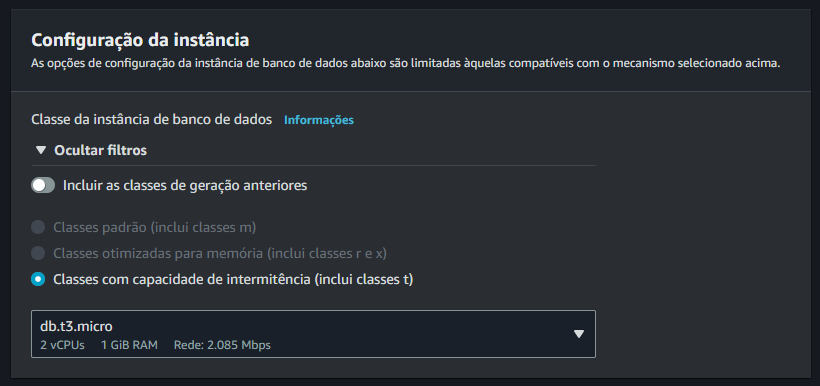 Configuração da instância
As opções de configuração da instância de banco de dados abaixo são limitadas àquelas compatíveis com o mecanismo selecionado acima.
Classe da instância de banco de dados Informações
Ocultar filtros
Incluir as classes de geração anteriores
Classes padrão (inclui classes m)
Classes otimizadas para memória (inclui classes r e x)
Classes com capacidade de intermitência (inclui classes t)
db.t3.micro
2 vCPUs 1 GiB RAM Rede: 2.085 Mbps